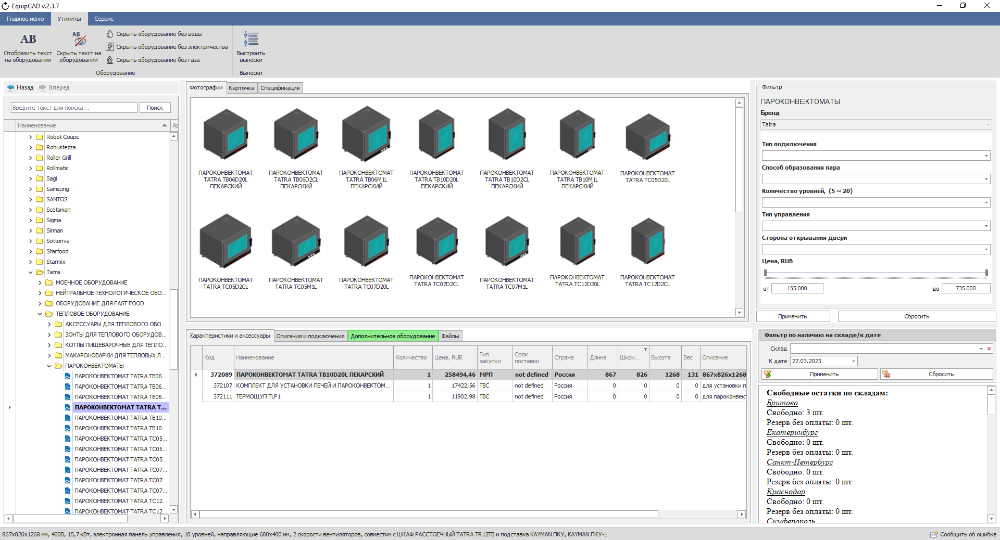 EquipCAD v.2.3.7
Главное меню
Утилиты
Сервис
AB
Отобразить текст
на оборудовании
AB
Скрыть текст на
оборудовании
Скрыть оборудование без воды
Скрыть оборудование без электричества
Скрыть оборудование без газа
Оборудование
Выстроить
выноски
Выноски
Назад
Вперед
Введите текст для поиска...
Поиск
Наименование
Ар
Robot Coupe
Robustezza
Roller Grill
Rollmatic
Sagi
Samsung
SANTOS
Scotsman
Sigma
Sirman
Sottoriva
Starfood
Starmix
Tatra
МОЕЧНОЕ ОБОРУДОВАНИЕ
НЕЙТРАЛЬНОЕ ТЕХНОЛОГИЧЕСКОЕ ОБО...
ОБОРУДОВАНИЕ ДЛЯ FAST FOOD
ТЕПЛОВОЕ ОБОРУДОВАНИЕ
АКСЕССУАРЫ ДЛЯ ТЕПЛОВОГО ОБО...
ЗОНТЫ ДЛЯ ТЕПЛОВОГО ОБОРУДОВ...
КОТЛЫ ПИЩЕВАРОЧНЫЕ ДЛЯ ТЕПЛО...
МАКАРОНОВАРКИ ДЛЯ ТЕПЛОВЫХ Л...
ПАРОКОНВЕКТОМАТЫ
ПАРОКОНВЕКТОМАТ TATRA TB06...
ПАРОКОНВЕКТОМАТ TATRA TB06...
ПАРОКОНВЕКТОМАТ TATRA TB06...
ПАРОКОНВЕКТОМАТ TATRA T...
ПАРОКОНВЕКТОМАТ TATRA TB10...
ПАРОКОНВЕКТОМАТ TATRA TB10...
ПАРОКОНВЕКТОМАТ TATRA TC05...
ПАРОКОНВЕКТОМАТ TATRA TC05...
ПАРОКОНВЕКТОМАТ TATRA TC05...
ПАРОКОНВЕКТОМАТ TATRA TC07...
ПАРОКОНВЕКТОМАТ TATRA TC07...
ПАРОКОНВЕКТОМАТ TATRA TC07...
ПАРОКОНВЕКТОМАТ TATRA TC12...
ПАРОКОНВЕКТОМАТ TATRA TC12...
Фотографии
Карточка
Спецификация
ПАРОКОНВЕКТОМАТ
TATRA TB06D20L
ПЕКАРСКИЙ
ПАРОКОНВЕКТОМАТ
TATRA TB06D2CL
ПЕКАРСКИЙ
ПАРОКОНВЕКТОМАТ
TATRA TB06M1L
ПЕКАРСКИЙ
ПАРОКОНВЕКТОМАТ
TATRA TB10D20L
ПЕКАРСКИЙ
ПАРОКОНВЕКТОМАТ
TATRA TB10D2CL
ПЕКАРСКИЙ
ПАРОКОНВЕКТОМАТ
TATRA TB10M1L
ПЕКАРСКИЙ
ПАРОКОНВЕКТОМАТ
TATRA TC05D20L
ПАРОКОНВЕКТОМАТ
TATRA TC05D2CL
ПАРОКОНВЕКТОМАТ
TATRA TC05M1L
ПАРОКОНВЕКТОМАТ
TATRA TC07D20L
ПАРОКОНВЕКТОМАТ
TATRA TC07D2CL
ПАРОКОНВЕКТОМАТ
TATRA TC07M1L
ПАРОКОНВЕКТОМАТ
TATRA TC12D20L
ПАРОКОНВЕКТОМАТ
TATRA TC12D2CL
Характеристики и аксессуары
Описания и подключения
Дополнительное оборудование
Файлы
Код Наименование Количество Цена, RUB Тип закупки Срок поставки Страна Длина Шири... Высота Вес Описание
372089 ПАРОКОНВЕКТОМАТ TATRA TB10D20L ПЕКАРСКИЙ 1 258494,46 МРП not defined Россия 867 826 1268 131 867x826x1268
372107 КОМПЛЕКТ ДЛЯ УСТАНОВКИ ПЕЧЕЙ И ПАРОКОНВЕКТОМ... 1 17422,56 ТВС not defined Россия 0 0 0 0 для установки п
372111 ТЕРМОЩУП TLP1 1 11902,98 ТВС not defined Россия 0 0 0 0 для пароконвект
Фильтр
ПАРОКОНВЕКТОМАТЫ
Бренд
Tatra
Тип подключения
Способ образования пара
Количество уровней, (5 ~ 20)
Тип управления
Сторона открывания двери
Цена, RUB
от 155 000 до 735 000
Применить
Сбросить
Фильтр по наличию на складе/к дате
Склад
К дате 27.03.2023
Применить
Сбросить
Свободные остатки по складам:
Бритово
Свободно: 3 шт.
Резерв без оплаты: 0 шт.
Екатеринбург
Свободно: 0 шт.
Резерв без оплаты: 0 шт.
Санкт-Петербург
Свободно: 0 шт.
Резерв без оплаты: 0 шт.
Краснодар
Свободно: 0 шт.
Резерв без оплаты: 0 шт.
Симферополь
867x826x1268 мм, 400В, 15,7 кВт, электронная панель управления, 10 уровней, направляющие 600x400 мм, 2 скорости вентиляторов, совместим с ШКАФ РАССТОЕЧНЫЙ TATRA TR12TB и подставка KAYMAN ПКУ, KAYMAN ПКУ-1
Сообщить об ошибке